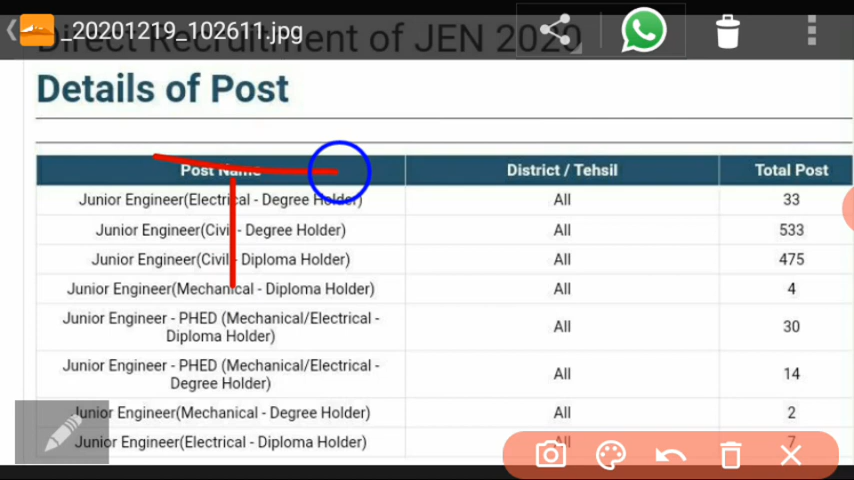 _20201219_102611.jpg
Direct Recruitment of JEN 2020
Details of Post
Post Name District / Tehsil Total Post
Junior Engineer(Electrical - Degree Holder) All 33
Junior Engineer(Civil - Degree Holder) All 533
Junior Engineer(Civil - Diploma Holder) All 475
Junior Engineer(Mechanical - Diploma Holder) All 4
Junior Engineer - PHED (Mechanical/Electrical -
Diploma Holder) All 30
Junior Engineer - PHED (Mechanical/Electrical -
Degree Holder) All 14
Junior Engineer(Mechanical - Degree Holder) All 2
Junior Engineer(Electrical - Diploma Holder) All 7